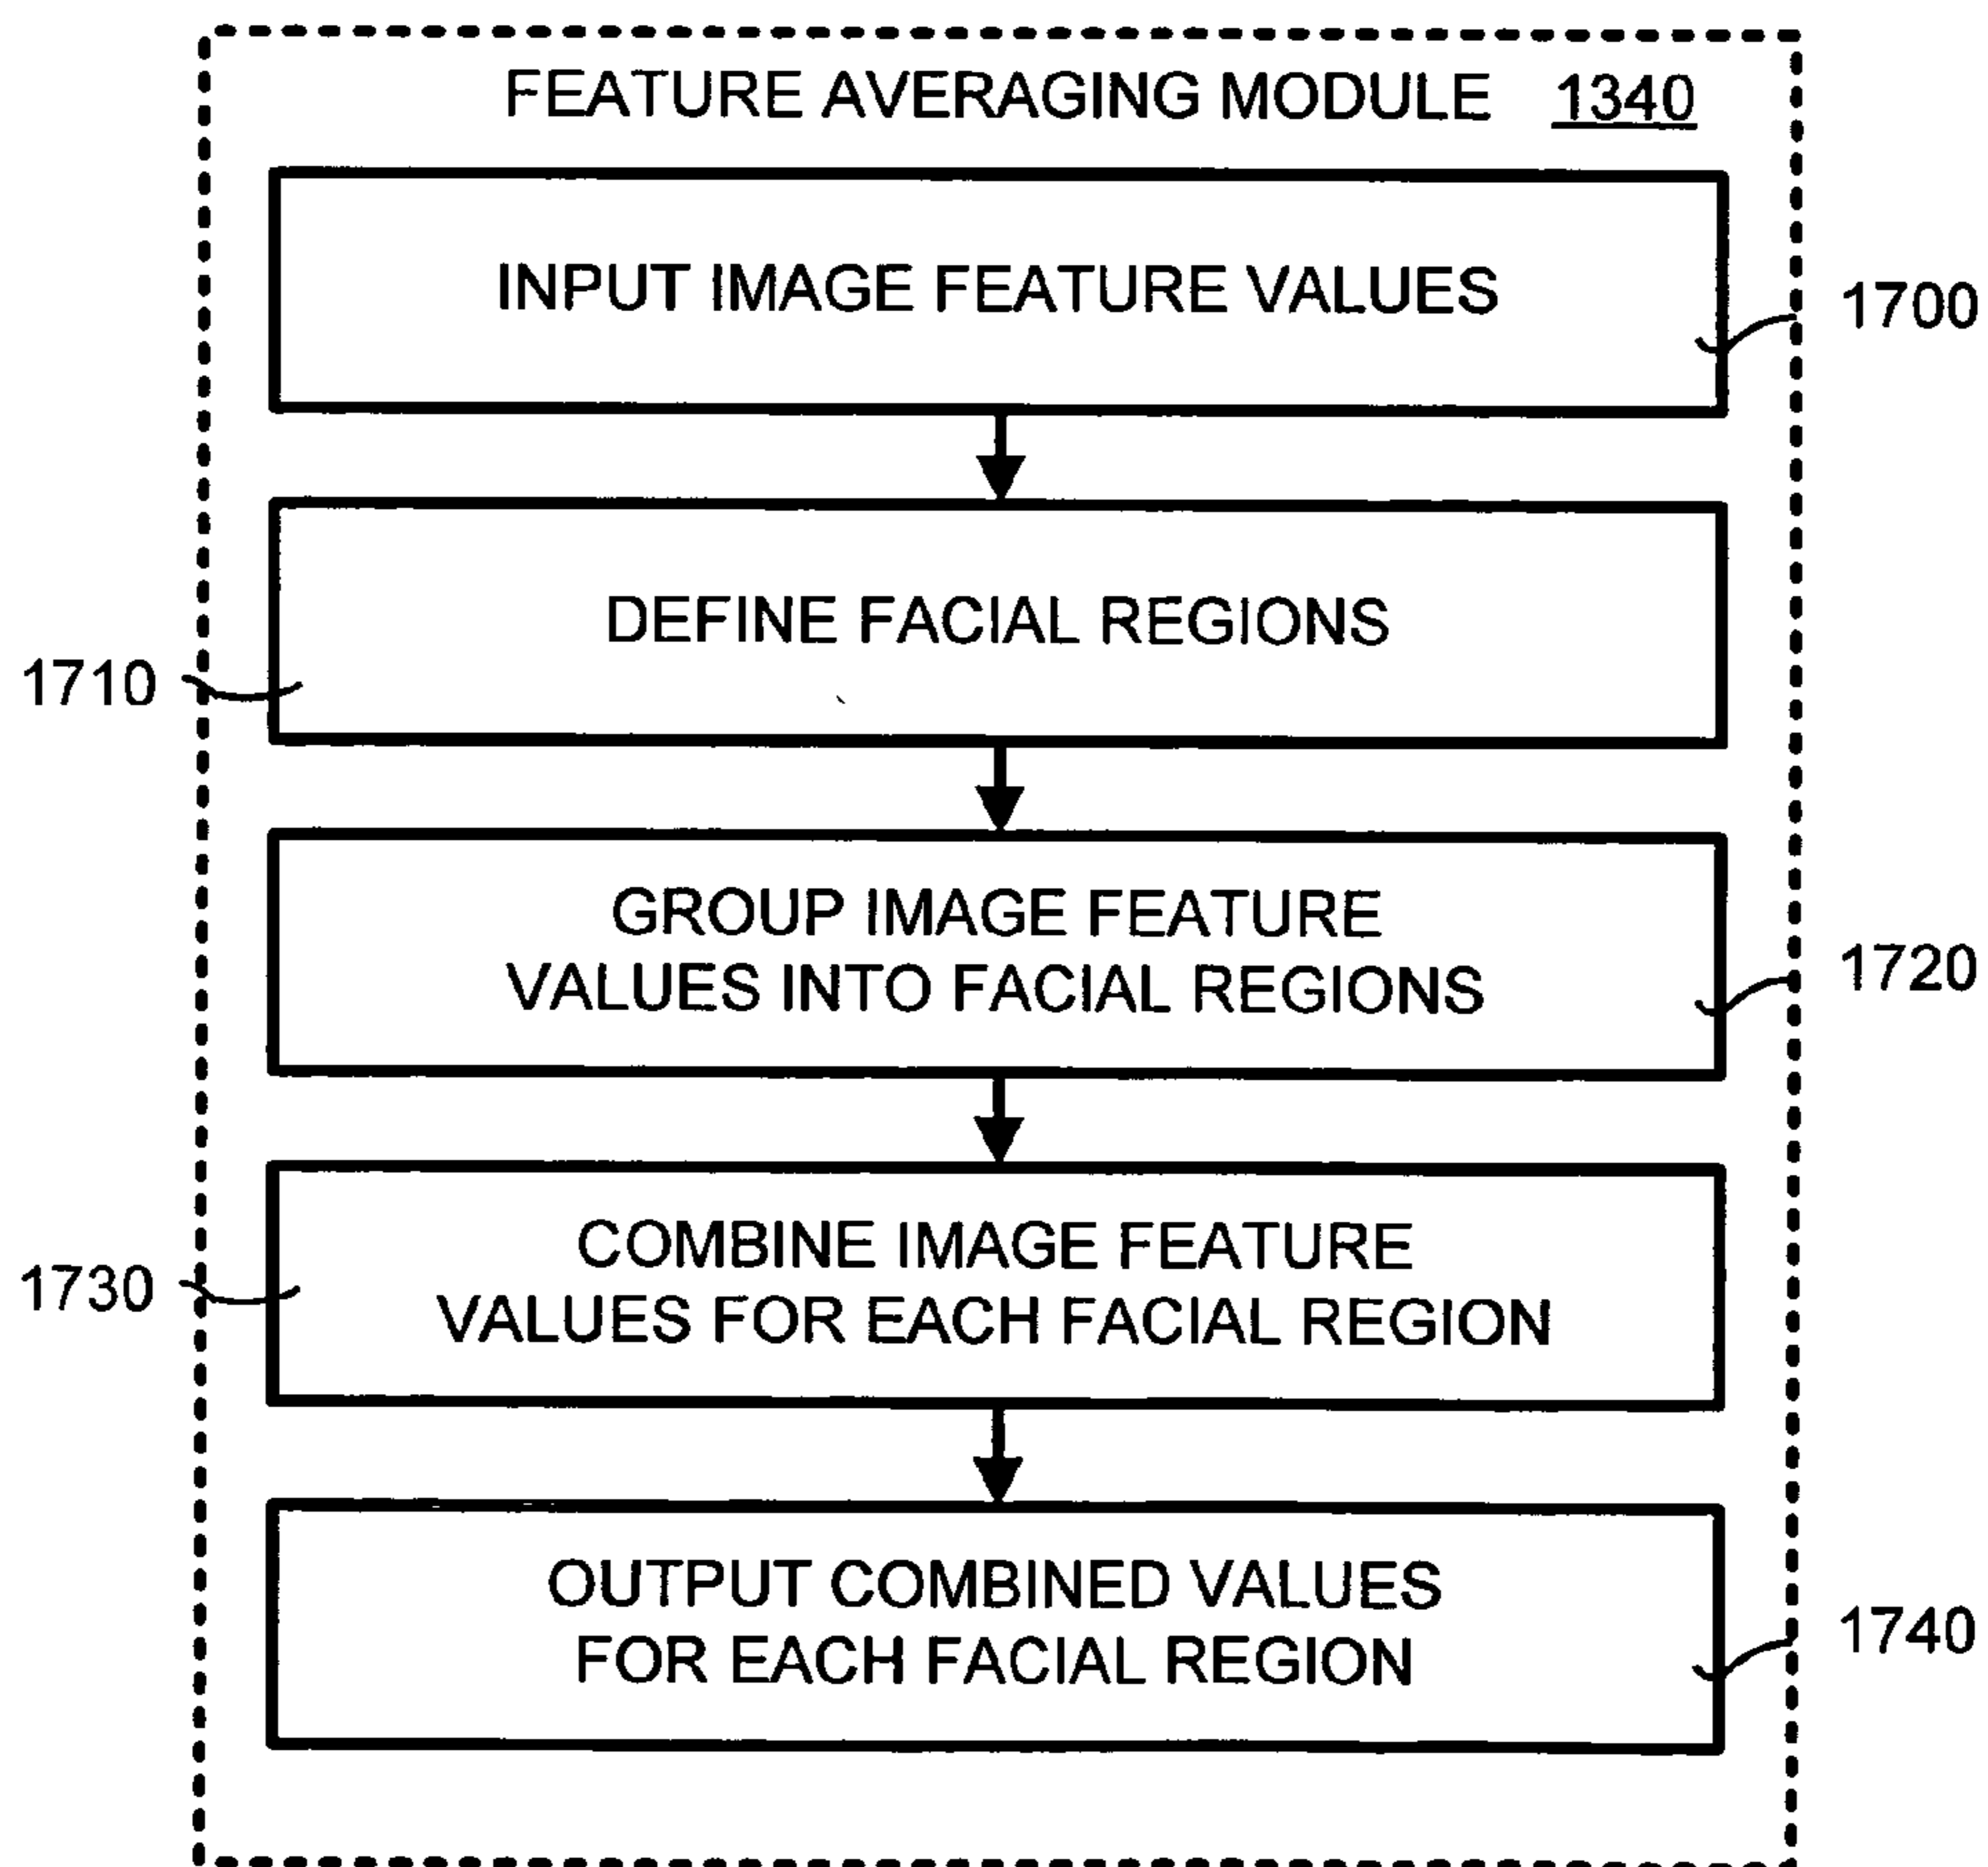 FEATURE AVERAGING MODULE 1340
INPUT IMAGE FEATURE VALUES
1700
DEFINE FACIAL REGIONS
1710
GROUP IMAGE FEATURE
VALUES INTO FACIAL REGIONS
1720
COMBINE IMAGE FEATURE
VALUES FOR EACH FACIAL REGION
1730
OUTPUT COMBINED VALUES
FOR EACH FACIAL REGION
1740